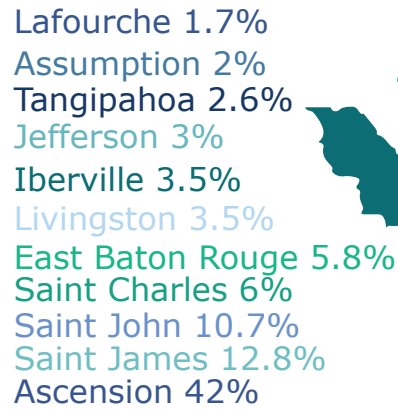 Lafourche 1.7%
Assumption 2%
Tangipahoa 2.6%
Jefferson 3%
Iberville 3.5%
Livingston 3.5%
East Baton Rouge 5.8%
Saint Charles 6%
Saint John 10.7%
Saint James 12.8%
Ascension 42%